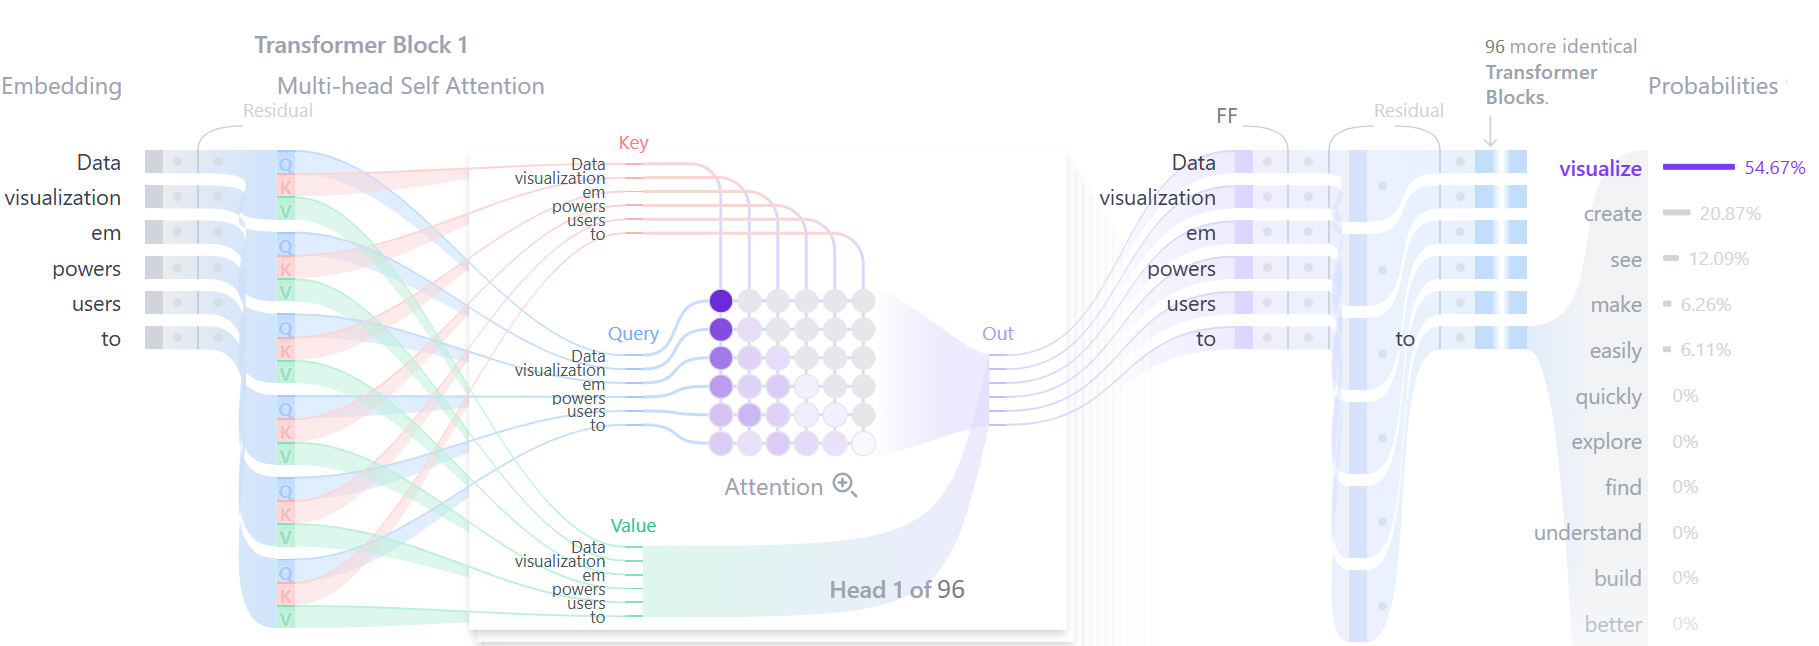 Transformer Block 1
96 more identical
Transformer
Blocks.
Embedding
Multi-head Self Attention
Probabilities
Residual
FF
Residual
Data
visualization
em
powers
users
to
Q
K
V
Q
K
V
Q
K
V
Q
K
V
Q
K
V
Q
K
V
Key
Data
visualization
em
powers
users
to
Query
Data
visualization
em
powers
users
to
Attention
Value
Data
visualization
em
powers
users
to
Head 1 of 96
Out
Data
visualization
em
powers
users
to
to
visualize 54.67%
create 20.87%
see 12.09%
make 6.26%
easily 6.11%
quickly 0%
explore 0%
find 0%
understand 0%
build 0%
better 0%